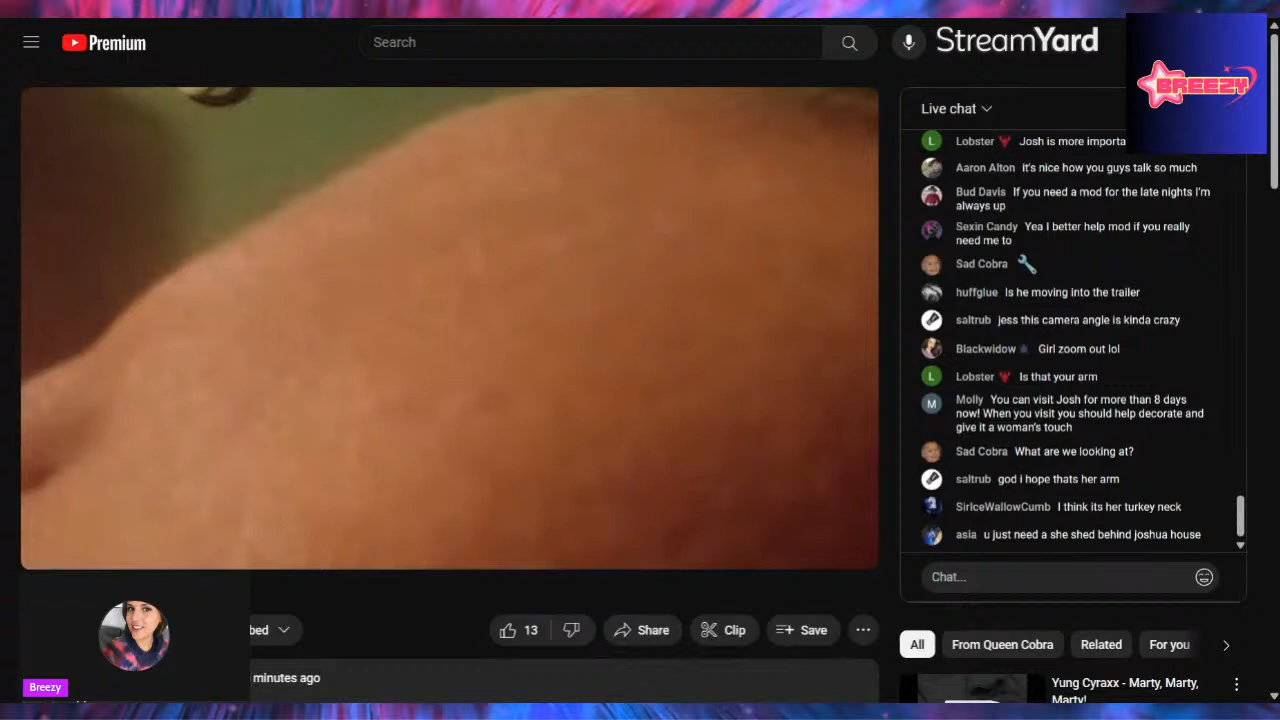 Premium
Search
StreamYard
BREEZY
Live chat
Lobster Josh is more importa
Aaron Alton it's nice how you guys talk so much
Bud Davis If you need a mod for the late nights I'm
always up
Sexin Candy Yea I better help mod if you really
need me to
Sad Cobra
huffglue Is he moving into the trailer
saltrub jess this camera angle is kinda crazy
Blackwidow Girl zoom out lol
Lobster Is that your arm
Molly You can visit Josh for more than 8 days
now! When you visit you should help decorate and
give it a woman's touch
Sad Cobra What are we looking at?
saltrub god i hope thats her arm
SirIceWallowCumb I think its her turkey neck
asia u just need a she shed behind joshua house
Chat...
bed
13
Share
Clip
Save
All
From Queen Cobra
Related
For you
minutes ago
Breezy
Yung Cyraxx - Marty, Marty,
Marty!